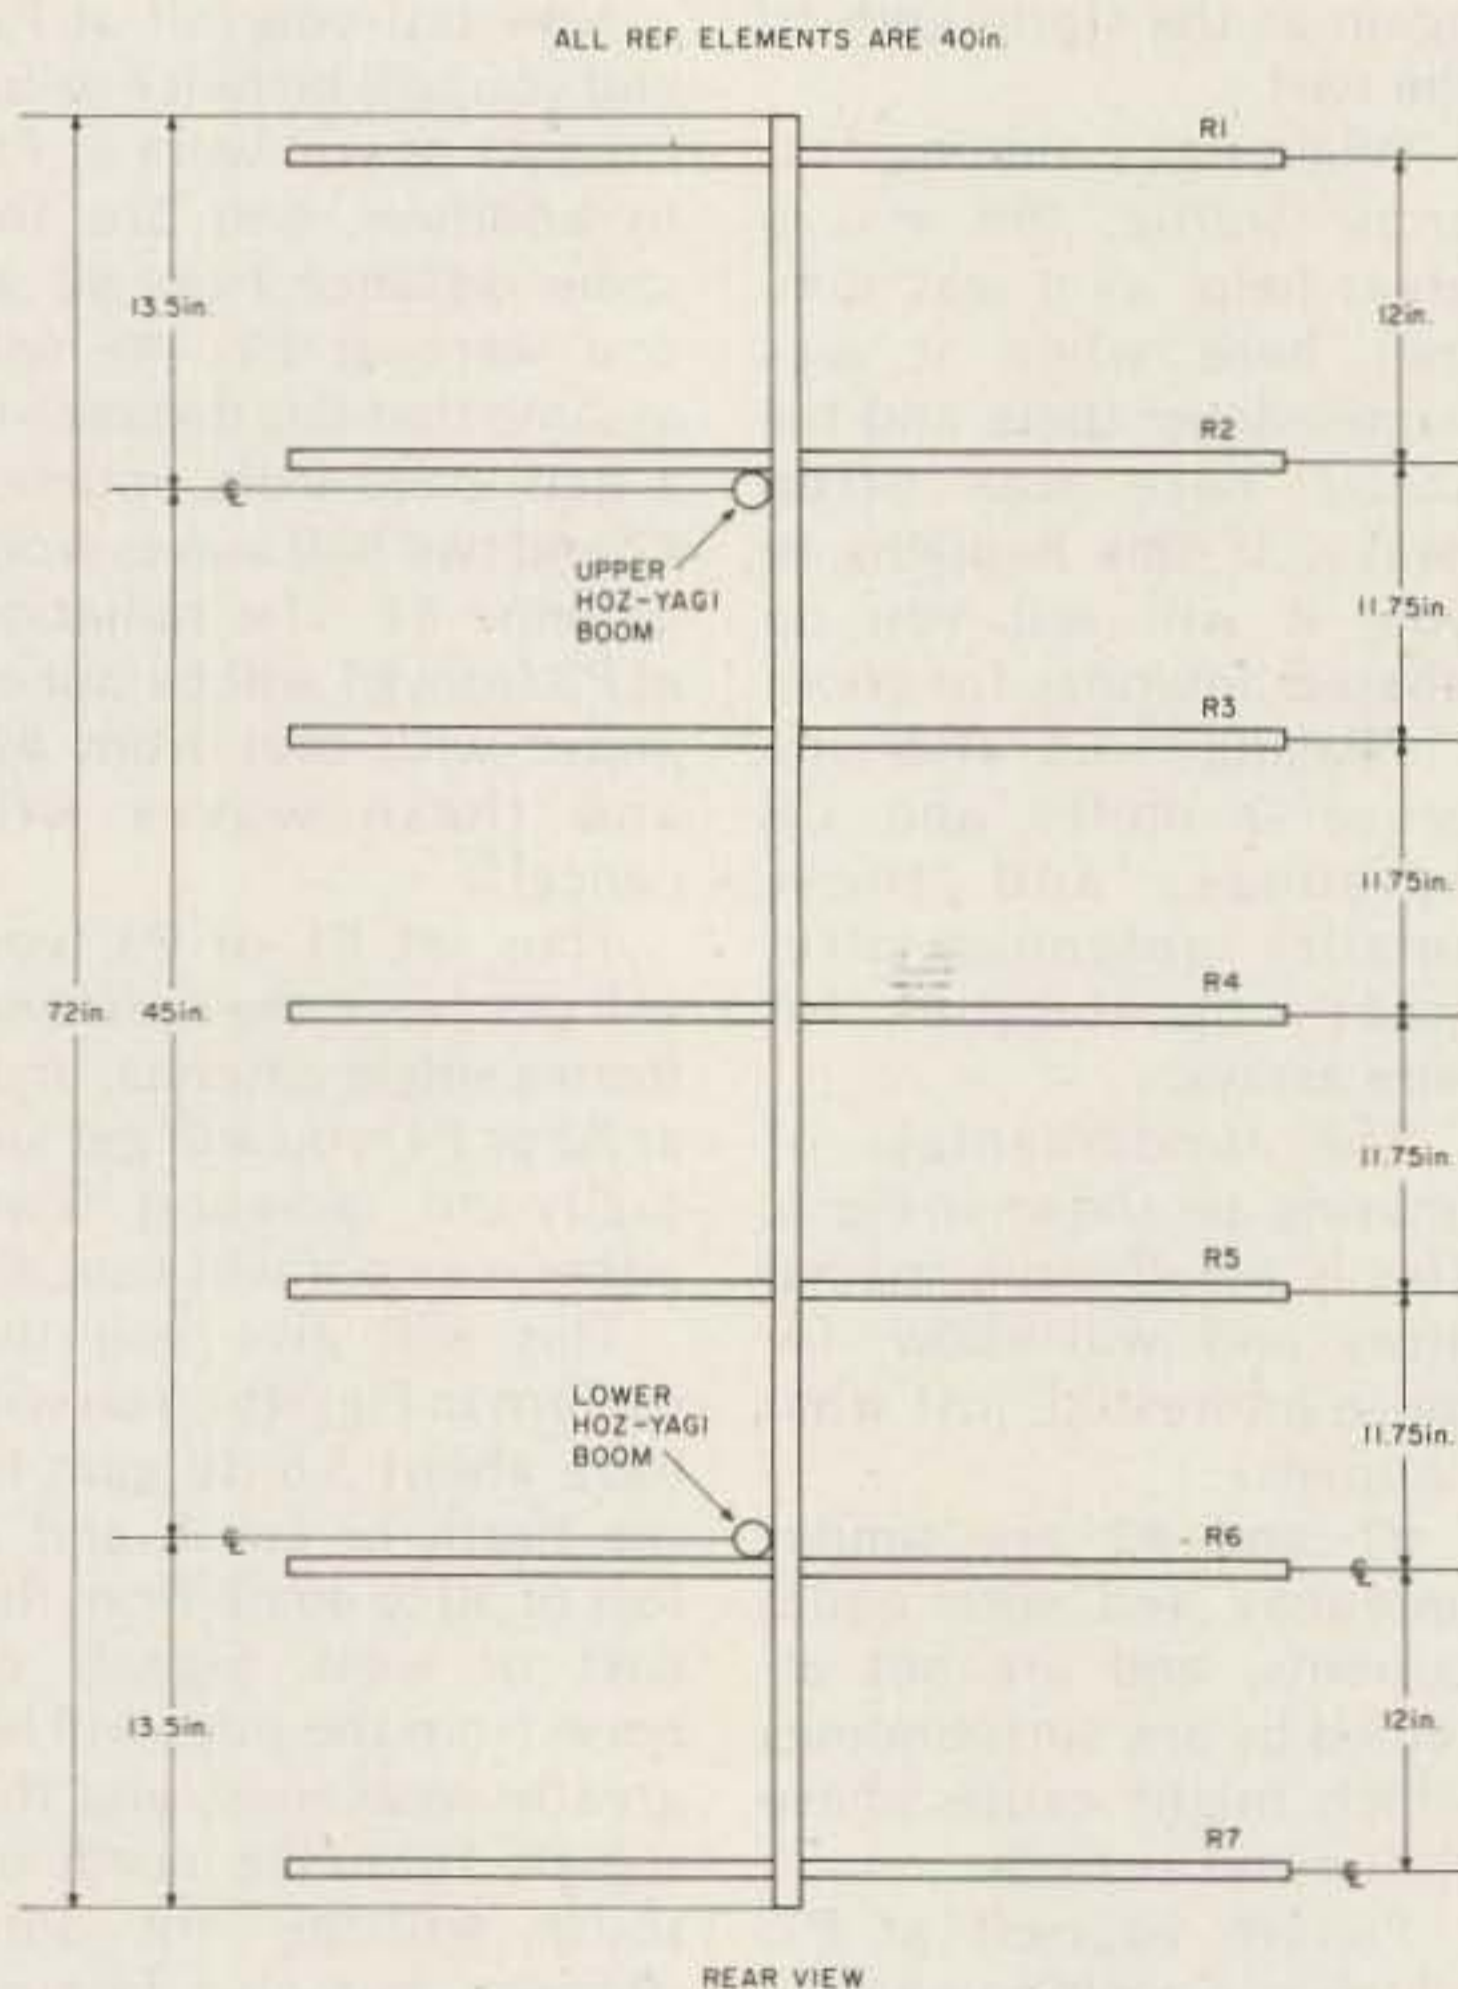 ALL REF. ELEMENTS ARE 40in.
R1
13.5in.
12in.
R2
℄
UPPER
HOZ-YAGI
BOOM
11.75in.
R3
11.75in.
R4
72in.
45in.
11.75in.
R5
LOWER
HOZ-YAGI
BOOM
11.75in.
℄
R6
℄
13.5in.
12in.
R7
℄
REAR VIEW